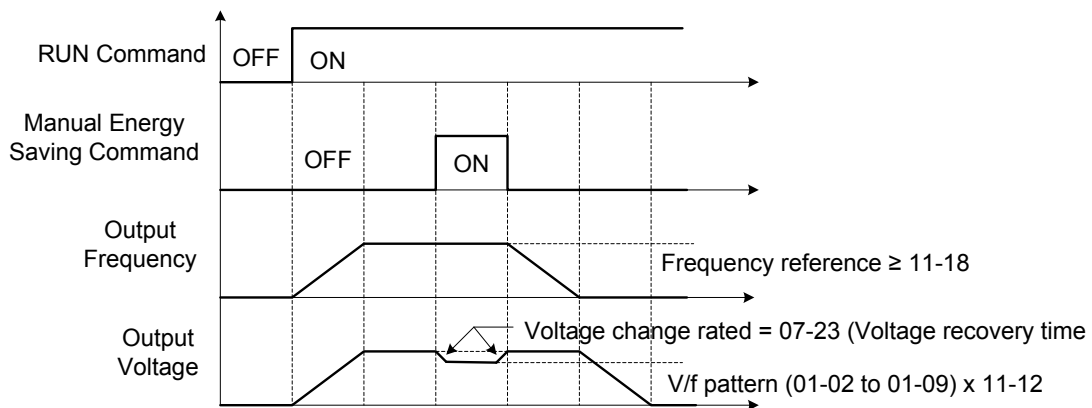 RUN Command
OFF
ON
Manual Energy
Saving Command
OFF
ON
Output
Frequency
Frequency reference ≥ 11-18
Output
Voltage
Voltage change rated = 07-23 (Voltage recovery time
V/f pattern (01-02 to 01-09) x 11-12